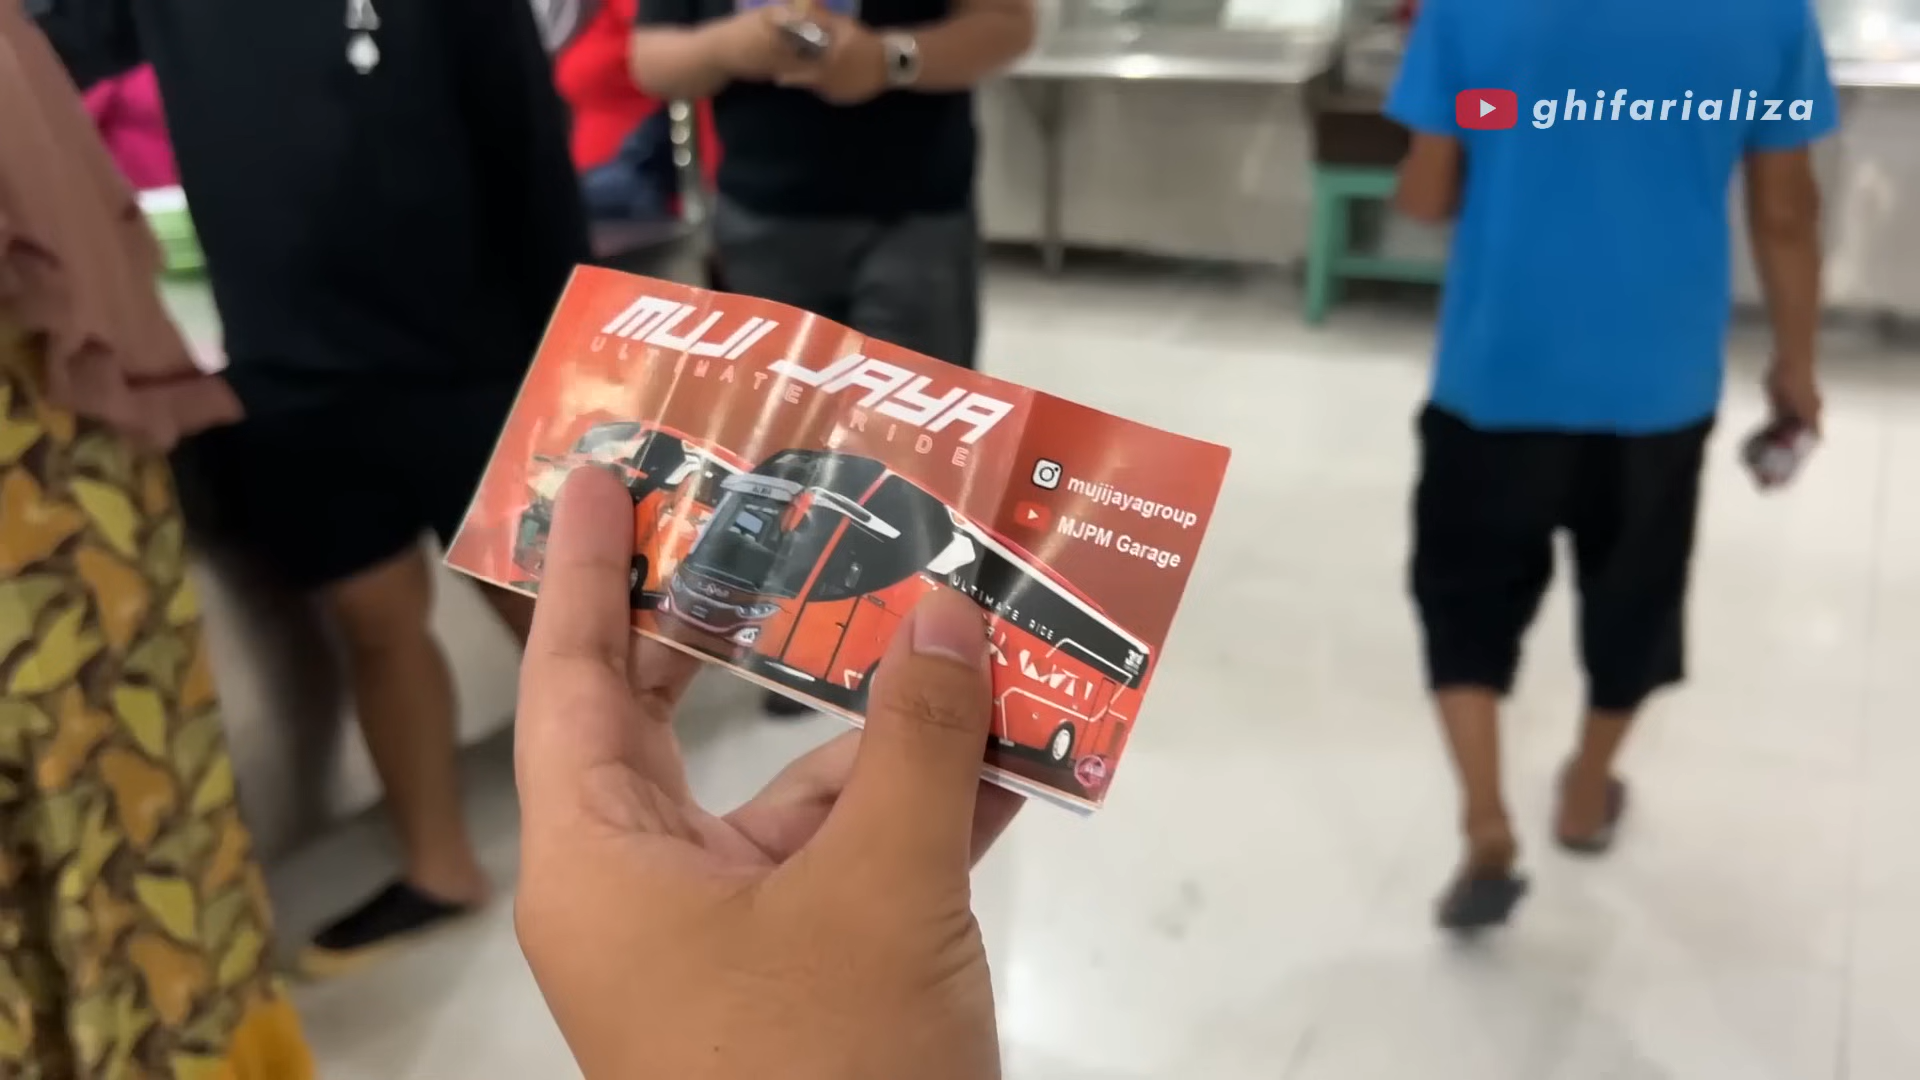 ghifarializa
MUJI JAYA
ULTIMATE RIDE
mujijayagroup
MJPM Garage
ULTIMATE RIDE